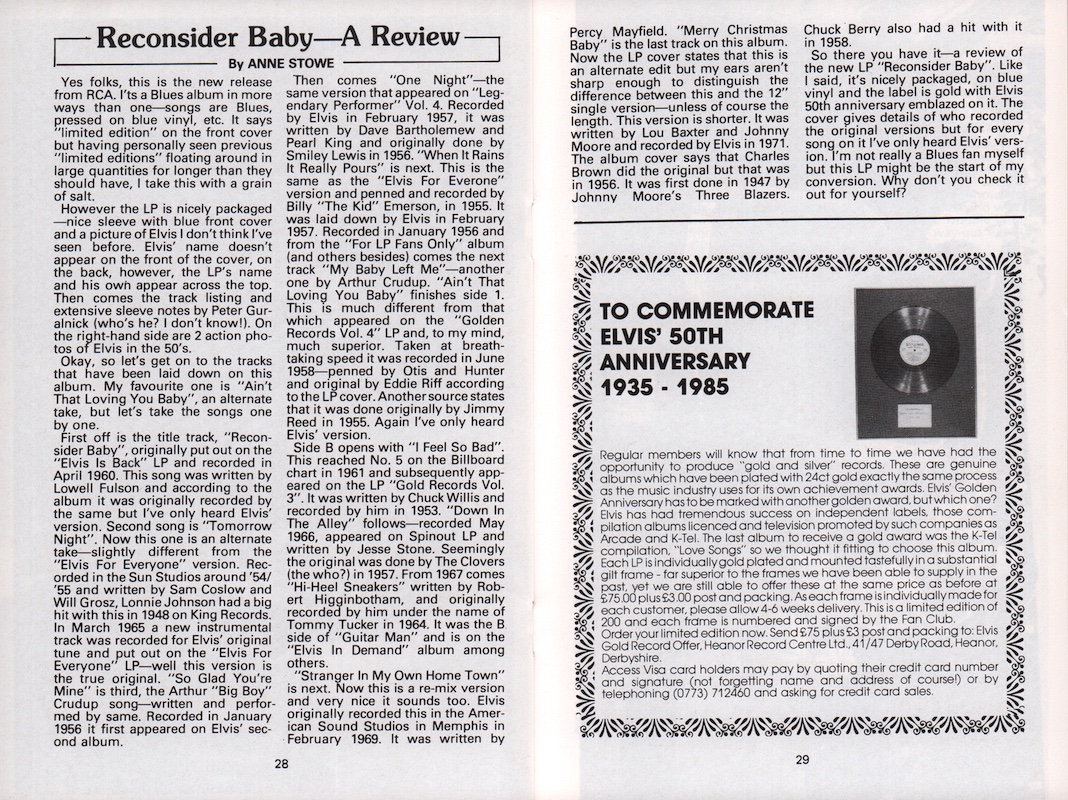 Reconsider Baby—A Review
By ANNE STOWE
Yes folks, this is the new release
from RCA. I'ts a Blues album in more
ways than one—songs are Blues,
pressed on blue vinyl, etc. It says
"limited edition" on the front cover
but having personally seen previous
"limited editions" floating around in
large quantities for longer than they
should have, I take this with a grain
of salt.
However the LP is nicely packaged
—nice sleeve with blue front cover
and a picture of Elvis I don't think I've
seen before. Elvis' name doesn't
appear on the front of the cover, on
the back, however, the LP's name
and his own appear across the top.
Then comes the track listing and
extensive sleeve notes by Peter Gur-
alnick (who's he? I don't know!). On
the right-hand side are 2 action pho-
tos of Elvis in the 50's.
Okay, so let's get on to the tracks
that have been laid down on this
album. My favourite one is "Ain't
That Loving You Baby", an alternate
take, but let's take the songs one
by one.
First off is the title track, "Recon-
sider Baby", originally put out on the
"Elvis Is Back" LP and recorded in
April 1960. This song was written by
Lowell Fulson and according to the
album it was originally recorded by
the same but I've only heard Elvis'
version. Second song is "Tomorrow
Night". Now this one is an alternate
take—slightly different from the
"Elvis For Everyone" version. Rec-
orded in the Sun Studios around '54/
'55 and written by Sam Coslow and
Will Grosz, Lonnie Johnson had a big
hit with this in 1948 on King Records.
In March 1965 a new instrumental
track was recorded for Elvis' original
tune and put out on the "Elvis For
Everyone" LP—well this version is
the true original. "So Glad You're
Mine" is third, the Arthur "Big Boy"
Crudup song—written and perfor-
med by same. Recorded in January
1956 it first appeared on Elvis' sec-
ond album.
Then comes "One Night"—the
same version that appeared on "Leg-
endary Performer" Vol. 4. Recorded
by Elvis in February 1957, it was
written by Dave Bartholemew and
Pearl King and originally done by
Smiley Lewis in 1956. "When It Rains
It Really Pours" is next. This is the
same as the "Elvis For Everone"
version and penned and recorded by
Billy "The Kid" Emerson, in 1955. It
was laid down by Elvis in February
1957. Recorded in January 1956 and
from the "For LP Fans Only" album
(and others besides) comes the next
track "My Baby Left Me"—another
one by Arthur Crudup. "Ain't That
Loving You Baby" finishes side 1.
This is much different from that
which appeared on the "Golden
Records Vol. 4" LP and, to my mind,
much superior. Taken at breath-
taking speed it was recorded in June
1958—penned by Otis and Hunter
and original by Eddie Riff according
to the LP cover. Another source states
that it was done originally by Jimmy
Reed in 1955. Again I've only heard
Elvis' version.
Side B opens with "I Feel So Bad".
This reached No. 5 on the Billboard
chart in 1961 and subsequently app-
eared on the LP "Gold Records Vol.
3". It was written by Chuck Willis and
recorded by him in 1953. "Down In
The Alley" follows—recorded May
1966, appeared on Spinout LP and
written by Jesse Stone. Seemingly
the original was done by The Clovers
(the who?) in 1957. From 1967 comes
"Hi-Heel Sneakers" written by Rob-
ert Higginbotham, and originally
recorded by him under the name of
Tommy Tucker in 1964. It was the B
side of "Guitar Man" and is on the
"Elvis In Demand" album among
others.
"Stranger In My Own Home Town"
is next. Now this is a re-mix version
and very nice it sounds too. Elvis
originally recorded this in the Amer-
ican Sound Studios in Memphis in
February 1969. It was written by
28
Percy Mayfield. "Merry Christmas
Baby" is the last track on this album.
Now the LP cover states that this is
an alternate edit but my ears aren't
sharp enough to distinguish the
difference between this and the 12"
single version—unless of course the
length. This version is shorter. It was
written by Lou Baxter and Johnny
Moore and recorded by Elvis in 1971.
The album cover says that Charles
Brown did the original but that was
in 1956. It was first done in 1947 by
Johnny Moore's Three Blazers.
Chuck Berry also had a hit with it
in 1958.
So there you have it—a review of
the new LP "Reconsider Baby". Like
I said, it's nicely packaged, on blue
vinyl and the label is gold with Elvis
50th anniversary emblazed on it. The
cover gives details of who recorded
the original versions but for every
song on it I've only heard Elvis' vers-
ion. I'm not really a Blues fan myself
but this LP might be the start of my
conversion. Why don't you check it
out for yourself?
TO COMMEMORATE
ELVIS' 50TH
ANNIVERSARY
1935 - 1985
Regular members will know that from time to time we have had the
opportunity to produce "gold and silver" records. These are genuine
albums which have been plated with 24ct gold exactly the same process
as the music industry uses for its own achievement awards. Elvis' Golden
Anniversary has to be marked with another golden award, but which one?
Elvis has had tremendous success on independent labels, those com-
pilation albums licenced and television promoted by such companies as
Arcade and K-Tel. The last album to receive a gold award was the K-Tel
compilation, "Love Songs" so we thought it fitting to choose this album.
Each LP is individually gold plated and mounted tastefully in a substantial
gilt frame - far superior to the frames we have been able to supply in the
past, yet we are still able to offer these at the same price as before at
£75.00 plus £3.00 post and packing. As each frame is individually made for
each customer, please allow 4-6 weeks delivery. This is a limited edition of
200 and each frame is numbered and signed by the Fan Club.
Order your limited edition now. Send £75 plus £3 post and packing to: Elvis
Gold Record Offer, Heanor Record Centre Ltd., 41/47 Derby Road, Heanor,
Derbyshire.
Access Visa card holders may pay by quoting their credit card number
and signature (not forgetting name and address of course!) or by
telephoning (0773) 712460 and asking for credit card sales.
29